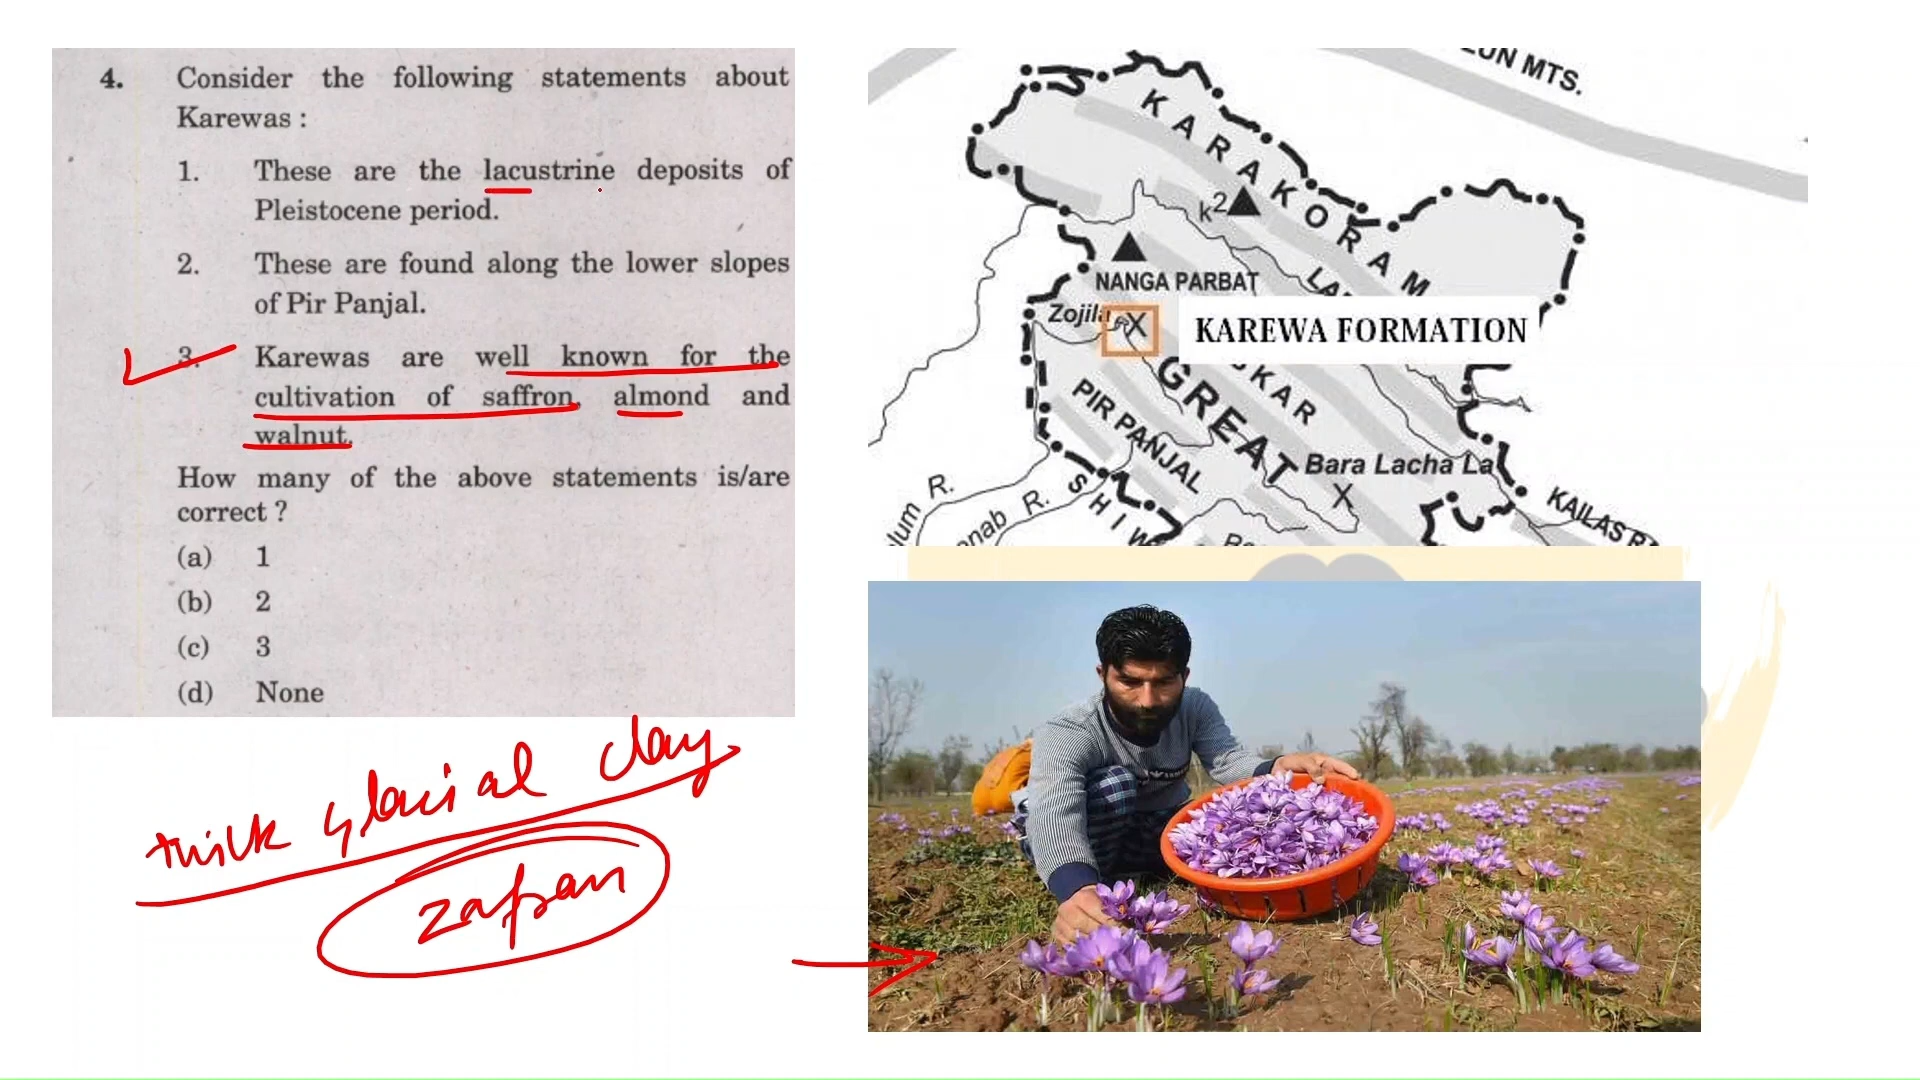 4. Consider the following statements about
Karewas :
1. These are the lacustrine deposits of
Pleistocene period.
2. These are found along the lower slopes
of Pir Panjal.
3. Karewas are well known for the
cultivation of saffron, almond and
walnut.
How many of the above statements is/are
correct ?
(a) 1
(b) 2
(c) 3
(d) None
thick glacial clay
zafran
MTS.
KARAKORAM
K2
NANGA PARBAT
Zojila
X
KAREWA FORMATION
GREAT
PIR PANJAL
Bara Lacha La
X
R.
R.
KAILAS